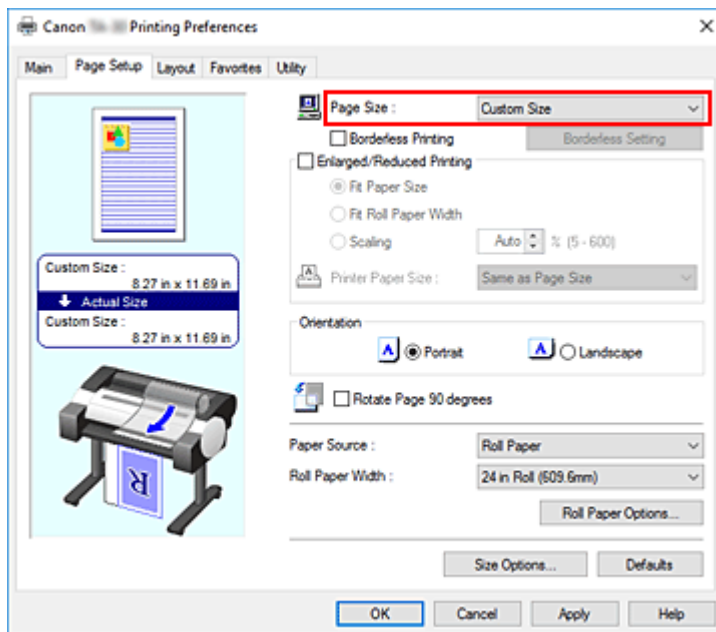 Canon Printing Preferences
Main Page Setup Layout Favorites Utility
Page Size : Custom Size
Borderless Printing Borderless Setting
Enlarged/Reduced Printing
Fit Paper Size
Fit Roll Paper Width
Scaling Auto % (5 - 600)
Printer Paper Size : Same as Page Size
Custom Size :
8.27 in x 11.69 in
Actual Size
Custom Size :
8.27 in x 11.69 in
Orientation
A Portrait A Landscape
Rotate Page 90 degrees
R
Paper Source : Roll Paper
Roll Paper Width : 24 in Roll (609.6mm)
Roll Paper Options...
Size Options... Defaults
OK Cancel Apply Help